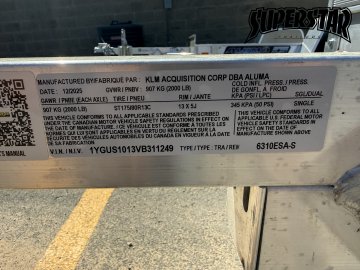 SUPERSTAR
MANUFACTURED BY/FABRIQUE PAR : KLM ACQUISITION CORP DBA ALUMA
DATE : 12/2025 GVWR / PNBV : 907 KG (2000 LB) COLD INFL. PRESS. / PRESS. DE GONFL. A FROID
GAWR / PNBE (EACH AXLE) TIRE / PNEU RIM / JANTE KPA (PSI / LPC) SGL/DUAL
907 KG (2000 LB) ST175/80R13C 13 X 5J 345 KPA (50 PSI) SINGLE
THIS VEHICLE CONFORMS TO ALL APPLICABLE STANDARDS PRESCRIBED UNDER THE CANADIAN MOTOR VEHICLE SAFETY REGULATIONS IN EFFECT ON THE DATE OF MANUFACTURE
THIS VEHICLE CONFORMS TO ALL APPLICABLE U.S. FEDERAL MOTOR VEHICLE SAFETY STANDARDS IN EFFECT ON THE DATE OF MANUFACTURE SHOWN ABOVE
DE SA FABRICATION
V.I.N. / N.I.V. 1YGUS1013VB311249 TYPE / TYPE : TRA / REM 6310ESA-S
'S MANUAL